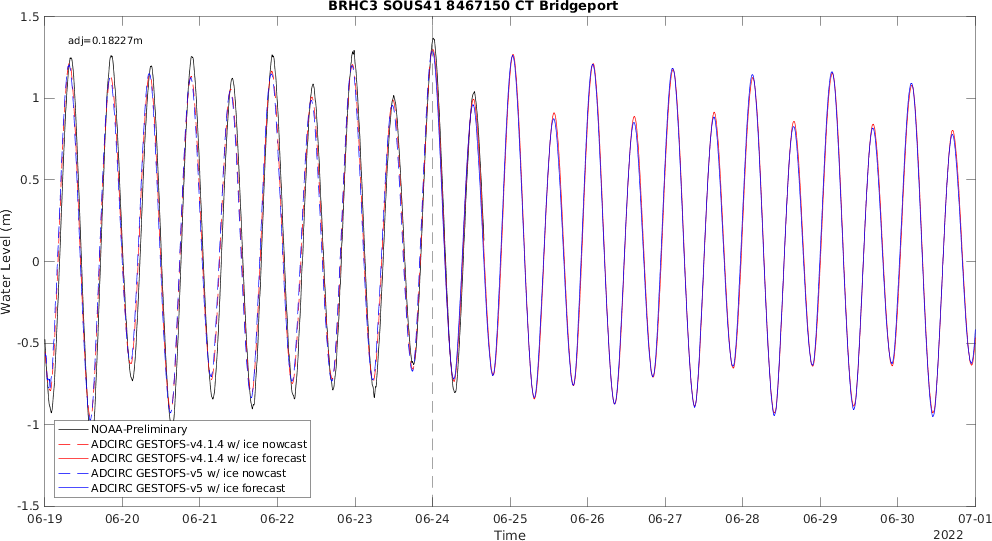 BRHC3 SOUS41 8467150 CT Bridgeport
1.5
adj=0.18227m
1
0.5
0
-0.5
-1
-1.5
Water Level (m)
NOAA-Preliminary
ADCIRC GESTOFS-v4.1.4 w/ ice nowcast
ADCIRC GESTOFS-v4.1.4 w/ ice forecast
ADCIRC GESTOFS-v5 w/ ice nowcast
ADCIRC GESTOFS-v5 w/ ice forecast
06-19 06-20 06-21 06-22 06-23 06-24 06-25 06-26 06-27 06-28 06-29 06-30 07-01
Time
2022